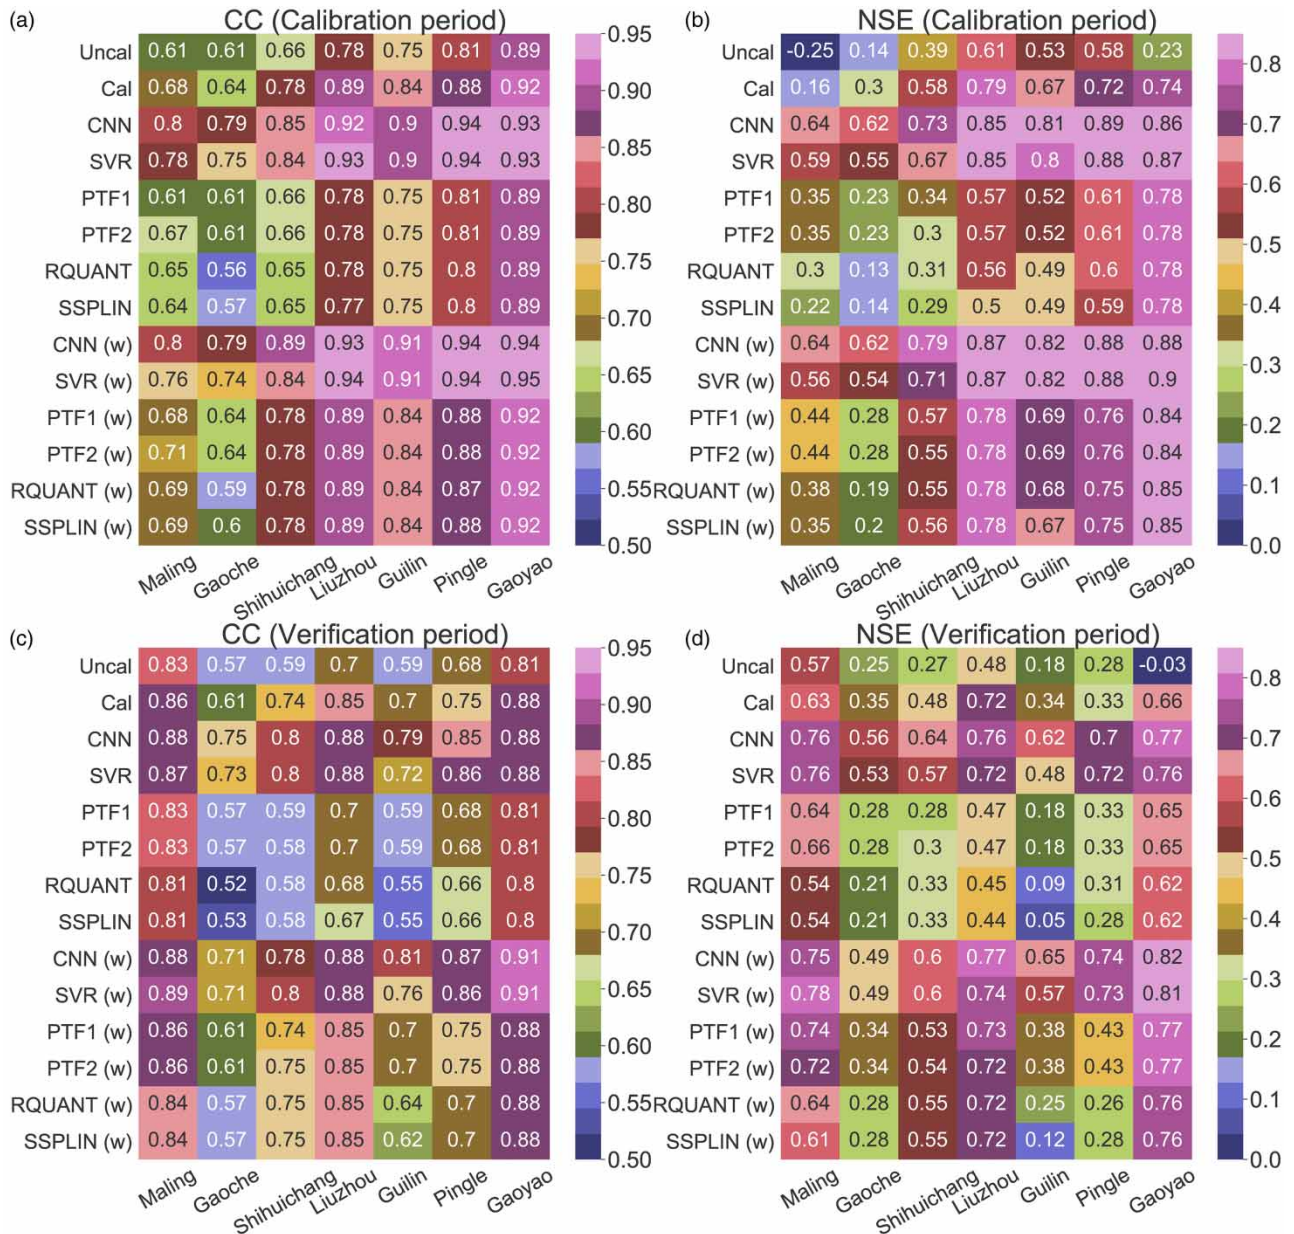 (a) CC (Calibration period)
Uncal 0.61 0.61 0.66 0.78 0.75 0.81 0.89
Cal 0.68 0.64 0.78 0.89 0.84 0.88 0.92
CNN 0.8 0.79 0.85 0.92 0.9 0.94 0.93
SVR 0.78 0.75 0.84 0.93 0.9 0.94 0.93
PTF1 0.61 0.61 0.66 0.78 0.75 0.81 0.89
PTF2 0.67 0.61 0.66 0.78 0.75 0.81 0.89
RQUANT 0.65 0.56 0.65 0.78 0.75 0.8 0.89
SSPLIN 0.64 0.57 0.65 0.77 0.75 0.8 0.89
CNN (w) 0.8 0.79 0.89 0.93 0.91 0.94 0.94
SVR (w) 0.76 0.74 0.84 0.94 0.91 0.94 0.95
PTF1 (w) 0.68 0.64 0.78 0.89 0.84 0.88 0.92
PTF2 (w) 0.71 0.64 0.78 0.89 0.84 0.88 0.92
RQUANT (w) 0.69 0.59 0.78 0.89 0.84 0.87 0.92
SSPLIN (w) 0.69 0.6 0.78 0.89 0.84 0.88 0.92
Maling Gaoche Shihuichang Liuzhou Guilin Pingle Gaoyao
0.95
0.90
0.85
0.80
0.75
0.70
0.65
0.60
0.55
0.50
(b) NSE (Calibration period)
Uncal -0.25 0.14 0.39 0.61 0.53 0.58 0.23
Cal 0.16 0.3 0.58 0.79 0.67 0.72 0.74
CNN 0.64 0.62 0.73 0.85 0.81 0.89 0.86
SVR 0.59 0.55 0.67 0.85 0.8 0.88 0.87
PTF1 0.35 0.23 0.34 0.57 0.52 0.61 0.78
PTF2 0.35 0.23 0.3 0.57 0.52 0.61 0.78
RQUANT 0.3 0.13 0.31 0.56 0.49 0.6 0.78
SSPLIN 0.22 0.14 0.29 0.5 0.49 0.59 0.78
CNN (w) 0.64 0.62 0.79 0.87 0.82 0.88 0.88
SVR (w) 0.56 0.54 0.71 0.87 0.82 0.88 0.9
PTF1 (w) 0.44 0.28 0.57 0.78 0.69 0.76 0.84
PTF2 (w) 0.44 0.28 0.55 0.78 0.69 0.76 0.84
RQUANT (w) 0.38 0.19 0.55 0.78 0.68 0.75 0.85
SSPLIN (w) 0.35 0.2 0.56 0.78 0.67 0.75 0.85
Maling Gaoche Shihuichang Liuzhou Guilin Pingle Gaoyao
0.8
0.7
0.6
0.5
0.4
0.3
0.2
0.1
0.0
(c) CC (Verification period)
Uncal 0.83 0.57 0.59 0.7 0.59 0.68 0.81
Cal 0.86 0.61 0.74 0.85 0.7 0.75 0.88
CNN 0.88 0.75 0.8 0.88 0.79 0.85 0.88
SVR 0.87 0.73 0.8 0.88 0.72 0.86 0.88
PTF1 0.83 0.57 0.59 0.7 0.59 0.68 0.81
PTF2 0.83 0.57 0.58 0.7 0.59 0.68 0.81
RQUANT 0.81 0.52 0.58 0.68 0.55 0.66 0.8
SSPLIN 0.81 0.53 0.58 0.67 0.55 0.66 0.8
CNN (w) 0.88 0.71 0.78 0.88 0.81 0.87 0.91
SVR (w) 0.89 0.71 0.8 0.88 0.76 0.86 0.91
PTF1 (w) 0.86 0.61 0.74 0.85 0.7 0.75 0.88
PTF2 (w) 0.86 0.61 0.75 0.85 0.7 0.75 0.88
RQUANT (w) 0.84 0.57 0.75 0.85 0.64 0.7 0.88
SSPLIN (w) 0.84 0.57 0.75 0.85 0.62 0.7 0.88
Maling Gaoche Shihuichang Liuzhou Guilin Pingle Gaoyao
0.95
0.90
0.85
0.80
0.75
0.70
0.65
0.60
0.55
0.50
(d) NSE (Verification period)
Uncal 0.57 0.25 0.27 0.48 0.18 0.28 -0.03
Cal 0.63 0.35 0.48 0.72 0.34 0.33 0.66
CNN 0.76 0.56 0.64 0.76 0.62 0.7 0.77
SVR 0.76 0.53 0.57 0.72 0.48 0.72 0.76
PTF1 0.64 0.28 0.28 0.47 0.18 0.33 0.65
PTF2 0.66 0.28 0.3 0.47 0.18 0.33 0.65
RQUANT 0.54 0.21 0.33 0.45 0.09 0.31 0.62
SSPLIN 0.54 0.21 0.33 0.44 0.05 0.28 0.62
CNN (w) 0.75 0.49 0.6 0.77 0.65 0.74 0.82
SVR (w) 0.78 0.49 0.6 0.74 0.57 0.73 0.81
PTF1 (w) 0.74 0.34 0.53 0.73 0.38 0.43 0.77
PTF2 (w) 0.72 0.34 0.54 0.72 0.38 0.43 0.77
RQUANT (w) 0.64 0.28 0.55 0.72 0.25 0.26 0.76
SSPLIN (w) 0.61 0.28 0.55 0.72 0.12 0.28 0.76
Maling Gaoche Shihuichang Liuzhou Guilin Pingle Gaoyao
0.8
0.7
0.6
0.5
0.4
0.3
0.2
0.1
0.0